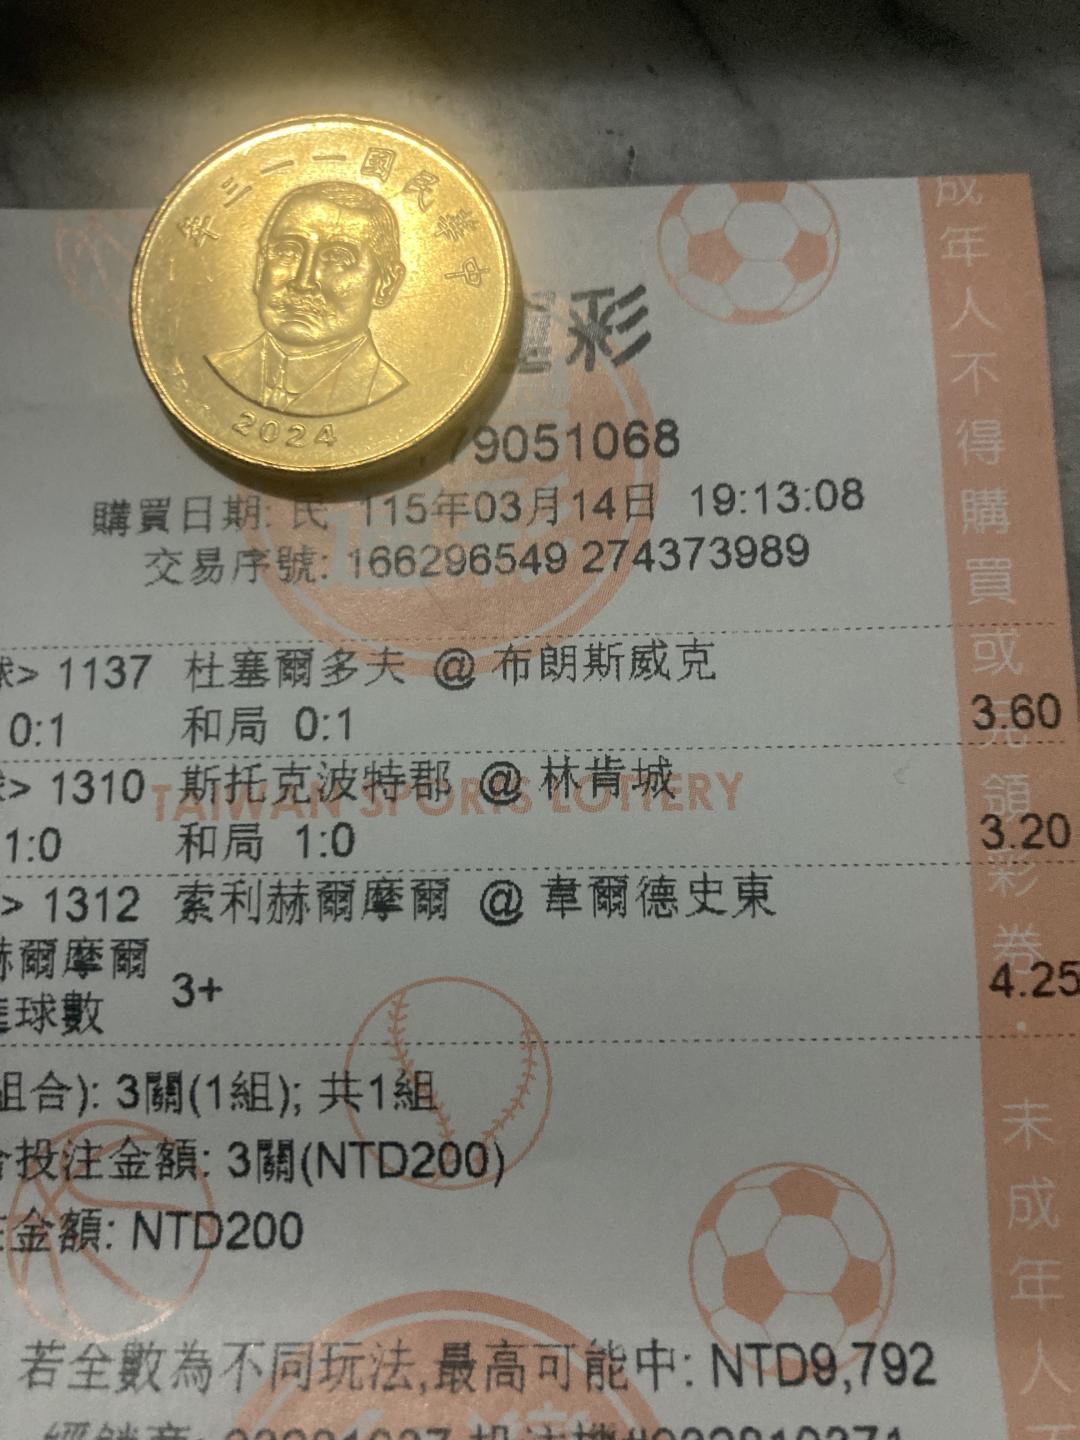 中華民國一一三年
2024
彩
79051068
購買日期: 民 115年03月14日 19:13:08
交易序號: 166296549 274373989
> 1137 杜塞爾多夫 @ 布朗斯威克
0:1 和局 0:1 3.60
> 1310 斯托克波特郡 @ 林肯城
TAIWAN SPORTS LOTTERY
1:0 和局 1:0 3.20
> 1312 索利赫爾摩爾 @ 韋爾德史東
赫爾摩爾
球數 3+ 4.25
組合): 3關(1組); 共1組
投注金額: 3關(NTD200)
金額: NTD200
若全數為不同玩法,最高可能中: NTD9,792
成年人不得購買或兌領彩券．未成年人